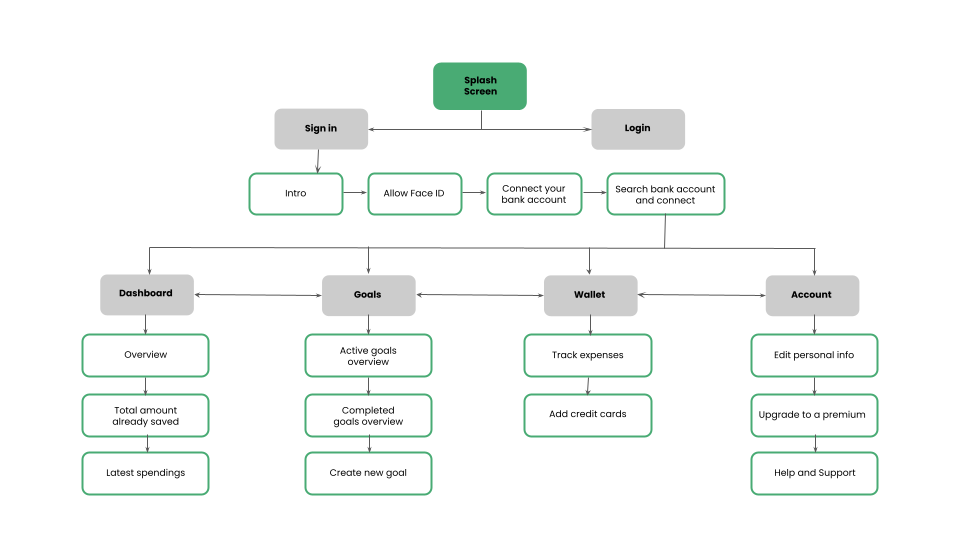 Splash
Screen
Sign in
Login
Intro
Allow Face ID
Connect your
bank account
Search bank account
and connect
Dashboard
Goals
Wallet
Account
Overview
Active goals
overview
Track expenses
Edit personal info
Total amount
already saved
Completed
goals overview
Add credit cards
Upgrade to a premium
Latest spendings
Create new goal
Help and Support